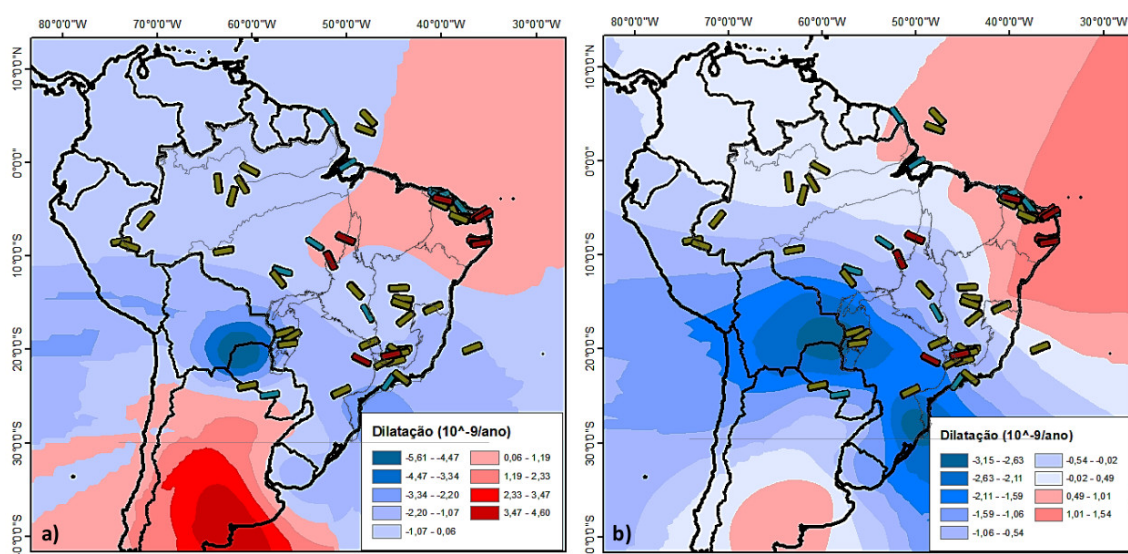 80°0'0"W 70°0'0"W 60°0'0"W 50°0'0"W 40°0'0"W 30°0'0"W
a)
10°0'0"N
0°0'0"
10°0'0"S
20°0'0"S
30°0'0"S
0°0'0"S
Dilatação (10^-9/ano)
-5,61 - -4,47
-4,47 - -3,34
-3,34 - -2,20
-2,20 - -1,07
-1,07 - 0,06
0,06 - 1,19
1,19 - 2,33
2,33 - 3,47
3,47 - 4,60
80°0'0"W 70°0'0"W 60°0'0"W 50°0'0"W 40°0'0"W 30°0'0"W
b)
10°0'0"N
0°0'0"
10°0'0"S
20°0'0"S
30°0'0"S
0°0'0"S
Dilatação (10^-9/ano)
-3,15 - -2,63
-2,63 - -2,11
-2,11 - -1,59
-1,59 - -1,06
-1,06 - -0,54
-0,54 - -0,02
-0,02 - 0,49
0,49 - 1,01
1,01 - 1,54